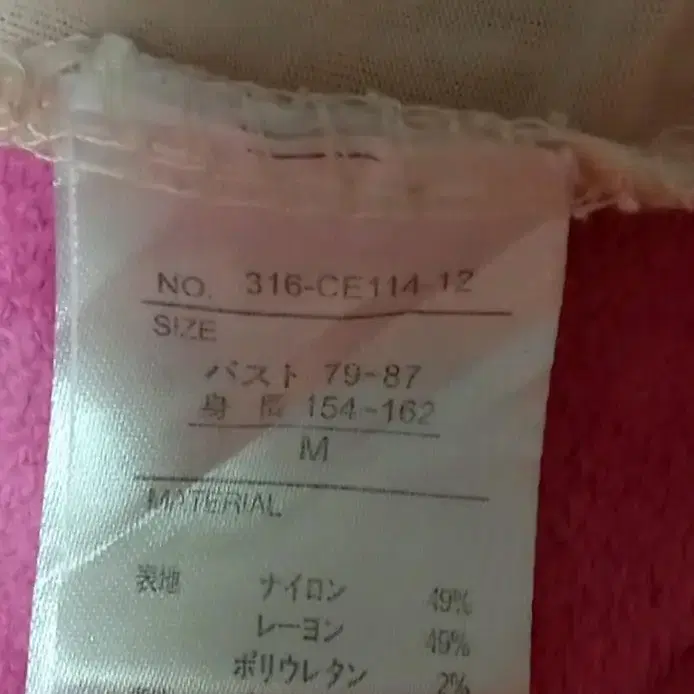 NO. 316-CE114-12
SIZE
バスト 79-87
身 長 154-162
M
MATERIAL
表地 ナイロン 49%
レーヨン 49%
ポリウレタン 2%